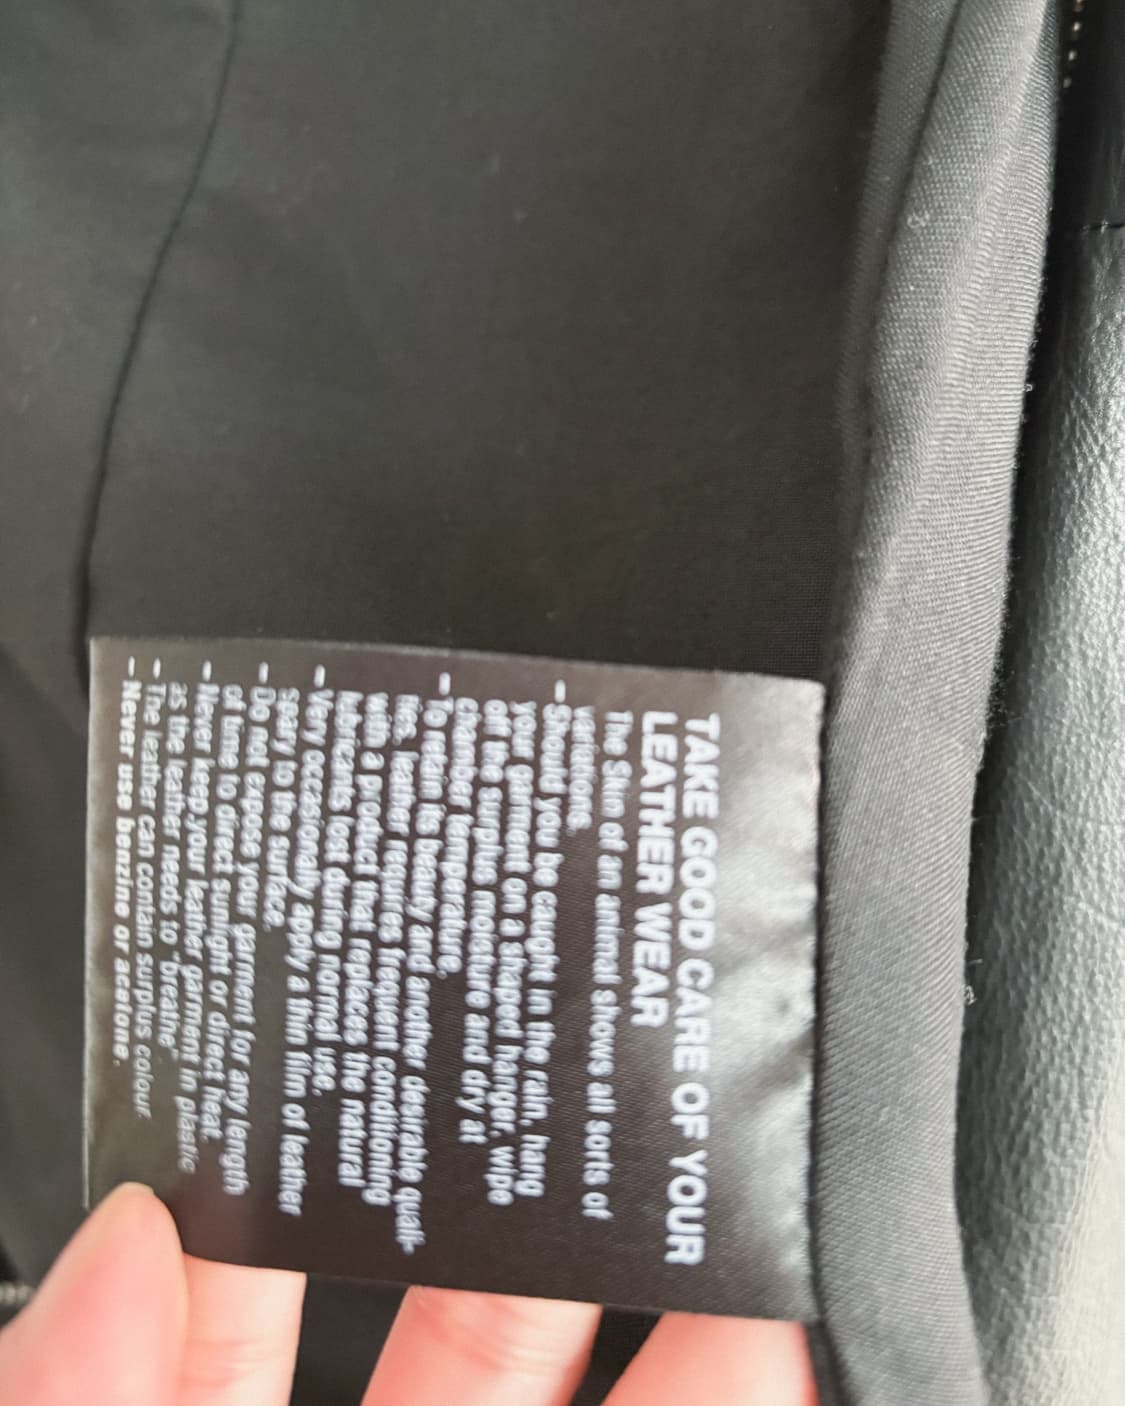 TAKE GOOD CARE OF YOUR
LEATHER WEAR
The Skin of an animal Shows all sorts of
variations.
- Should you be caught in the rain, hang
your garment on a shaped hanger, wipe
off the surplus moisture and dry at
chamber temperature.
- To retain its beauty and another desirable quali-
ties, leather requires frequent conditioning
with a product that replaces the natural
lubricants lost during normal use.
- Very occasionally, apply a thin film of leather
spary to the surface.
- Do not expose your garment for any length
of time to direct sunlight or direct heat.
- Never keep your leather garment in plastic
as the leather needs to "breathe"
- The leather can contain surplus colour.
- Never use benzine or acetone.